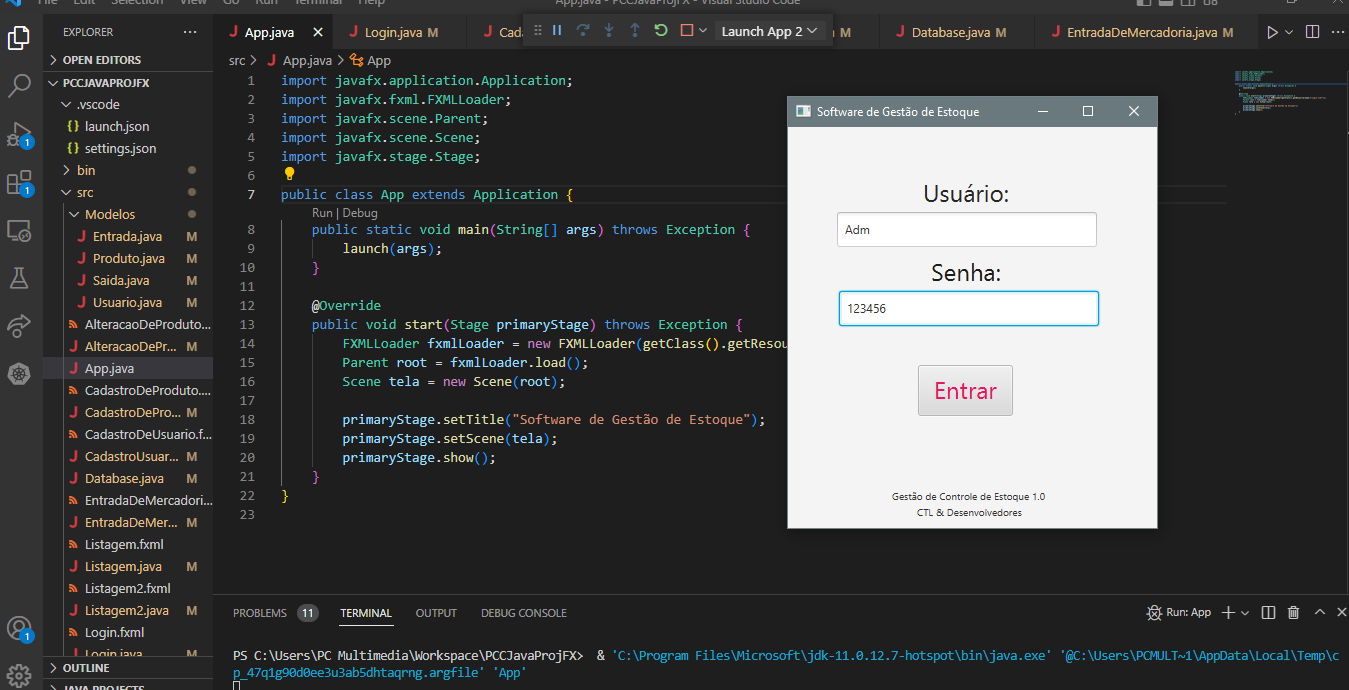 File Edit Selection View Go Run Terminal Help
App.java - PCCJavaProjFX - Visual Studio Code
EXPLORER
OPEN EDITORS
PCCJAVAPROJFX
.vscode
launch.json
settings.json
bin
src
Modelos
Entrada.java M
Produto.java M
Saida.java M
Usuario.java M
AlteracaoDeProduto...
AlteracaoDePr... M
App.java
CadastroDeProduto....
CadastroDePro... M
CadastroDeUsuario.f...
CadastroUsuar... M
Database.java M
EntradaDeMercadori...
EntradaDeMer... M
Listagem.fxml
Listagem.java M
Listagem2.fxml
Listagem2.java M
Login.fxml
Login.java M
OUTLINE
JAVA PROJECTS
1
1
1
App.java
Login.java M
Cada
Launch App 2
M
Database.java M
EntradaDeMercadoria.java M
src > App.java > App
1 import javafx.application.Application;
2 import javafx.fxml.FXMLLoader;
3 import javafx.scene.Parent;
4 import javafx.scene.Scene;
5 import javafx.stage.Stage;
6
7 public class App extends Application {
Run | Debug
8 public static void main(String[] args) throws Exception {
9 launch(args);
10 }
11
12 @Override
13 public void start(Stage primaryStage) throws Exception {
14 FXMLLoader fxmlLoader = new FXMLLoader(getClass().getResou
15 Parent root = fxmlLoader.load();
16 Scene tela = new Scene(root);
17
18 primaryStage.setTitle("Software de Gestão de Estoque");
19 primaryStage.setScene(tela);
20 primaryStage.show();
21 }
22 }
23
Software de Gestão de Estoque
Usuário:
Adm
Senha:
123456
Entrar
Gestão de Controle de Estoque 1.0
CTL & Desenvolvedores
PROBLEMS 11 TERMINAL OUTPUT DEBUG CONSOLE
Run: App
PS C:\Users\PC Multimedia\Workspace\PCCJavaProjFX> & 'C:\Program Files\Microsoft\jdk-11.0.12.7-hotspot\bin\java.exe' '@C:\Users\PCMULT~1\AppData\Local\Temp\c
p_47q1g90d0ee3u3ab5dhtaqrng.argfile' 'App'